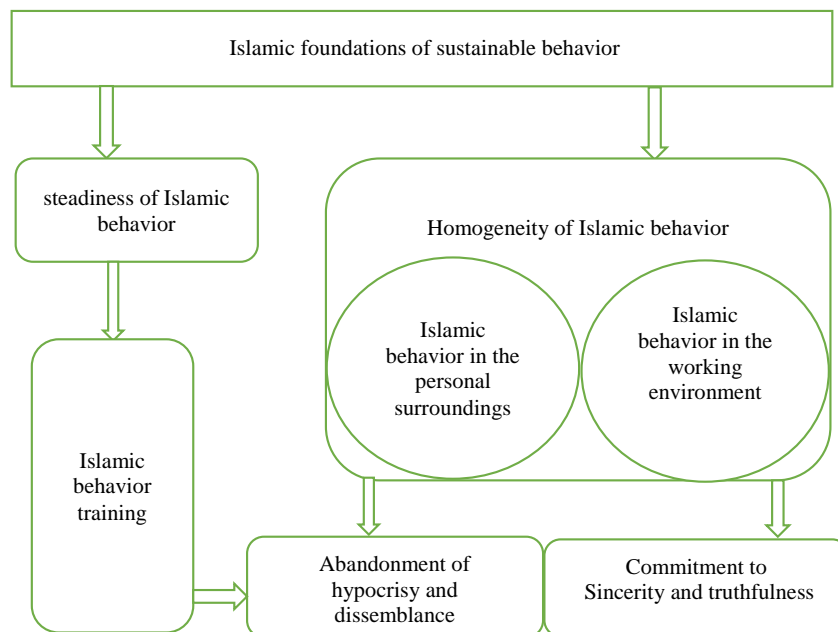 Islamic foundations of sustainable behavior
steadiness of Islamic
behavior
Homogeneity of Islamic behavior
Islamic
behavior in the
personal
surroundings
Islamic
behavior in the
working
environment
Islamic
behavior
training
Abandonment of
hypocrisy and
dissemblance
Commitment to
Sincerity and truthfulness